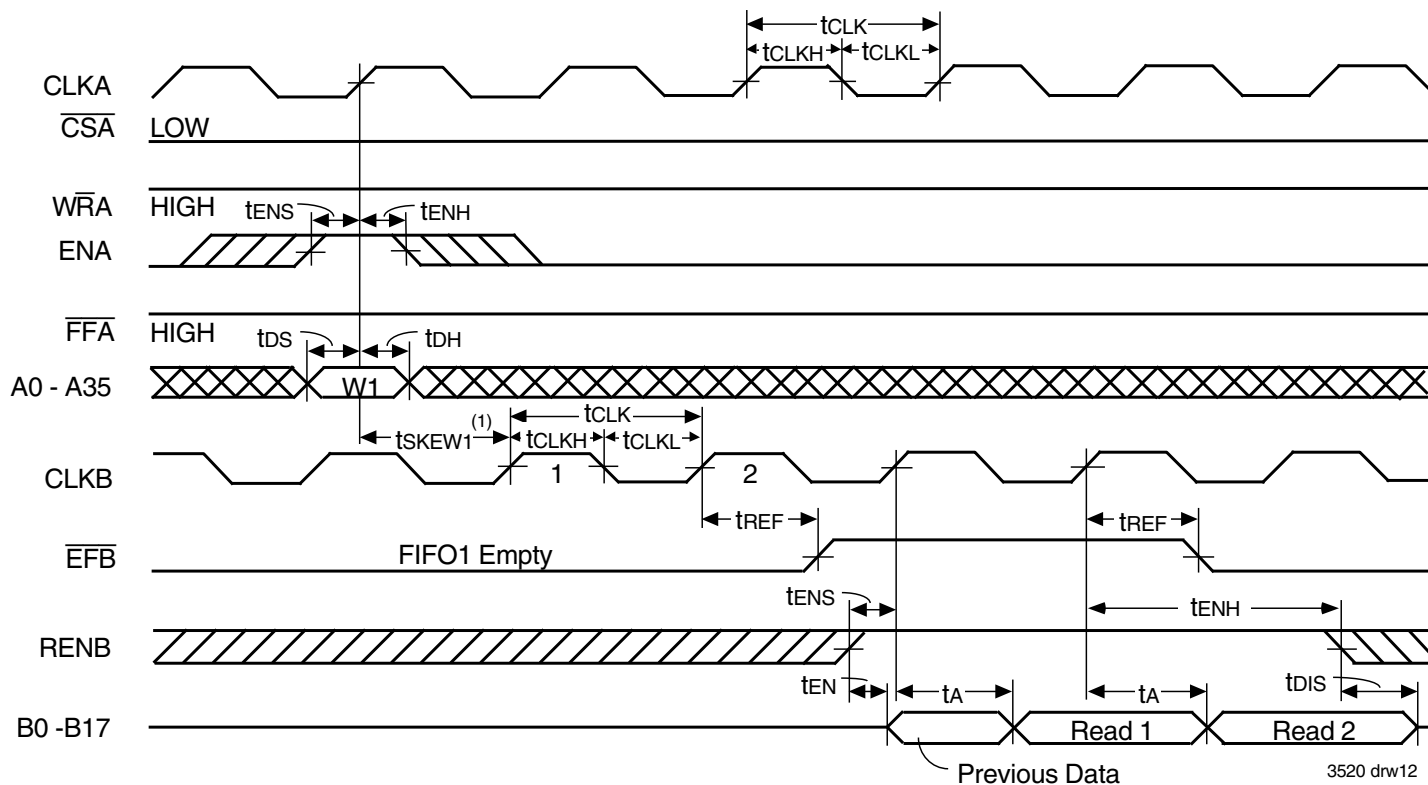 tCLK
tCLKH tCLKL
CLKA
CSA LOW
WRA HIGH
tENS tENH
ENA
FFA HIGH
tDS tDH
A0 - A35 W1
tSKEW1 (1) tCLK
tCLKH tCLKL
CLKB 1 2
tREF tREF
EFB FIFO1 Empty
tENS tENH
RENB
tEN tA tA tDIS
B0 -B17 Read 1 Read 2
Previous Data
3520 drw12